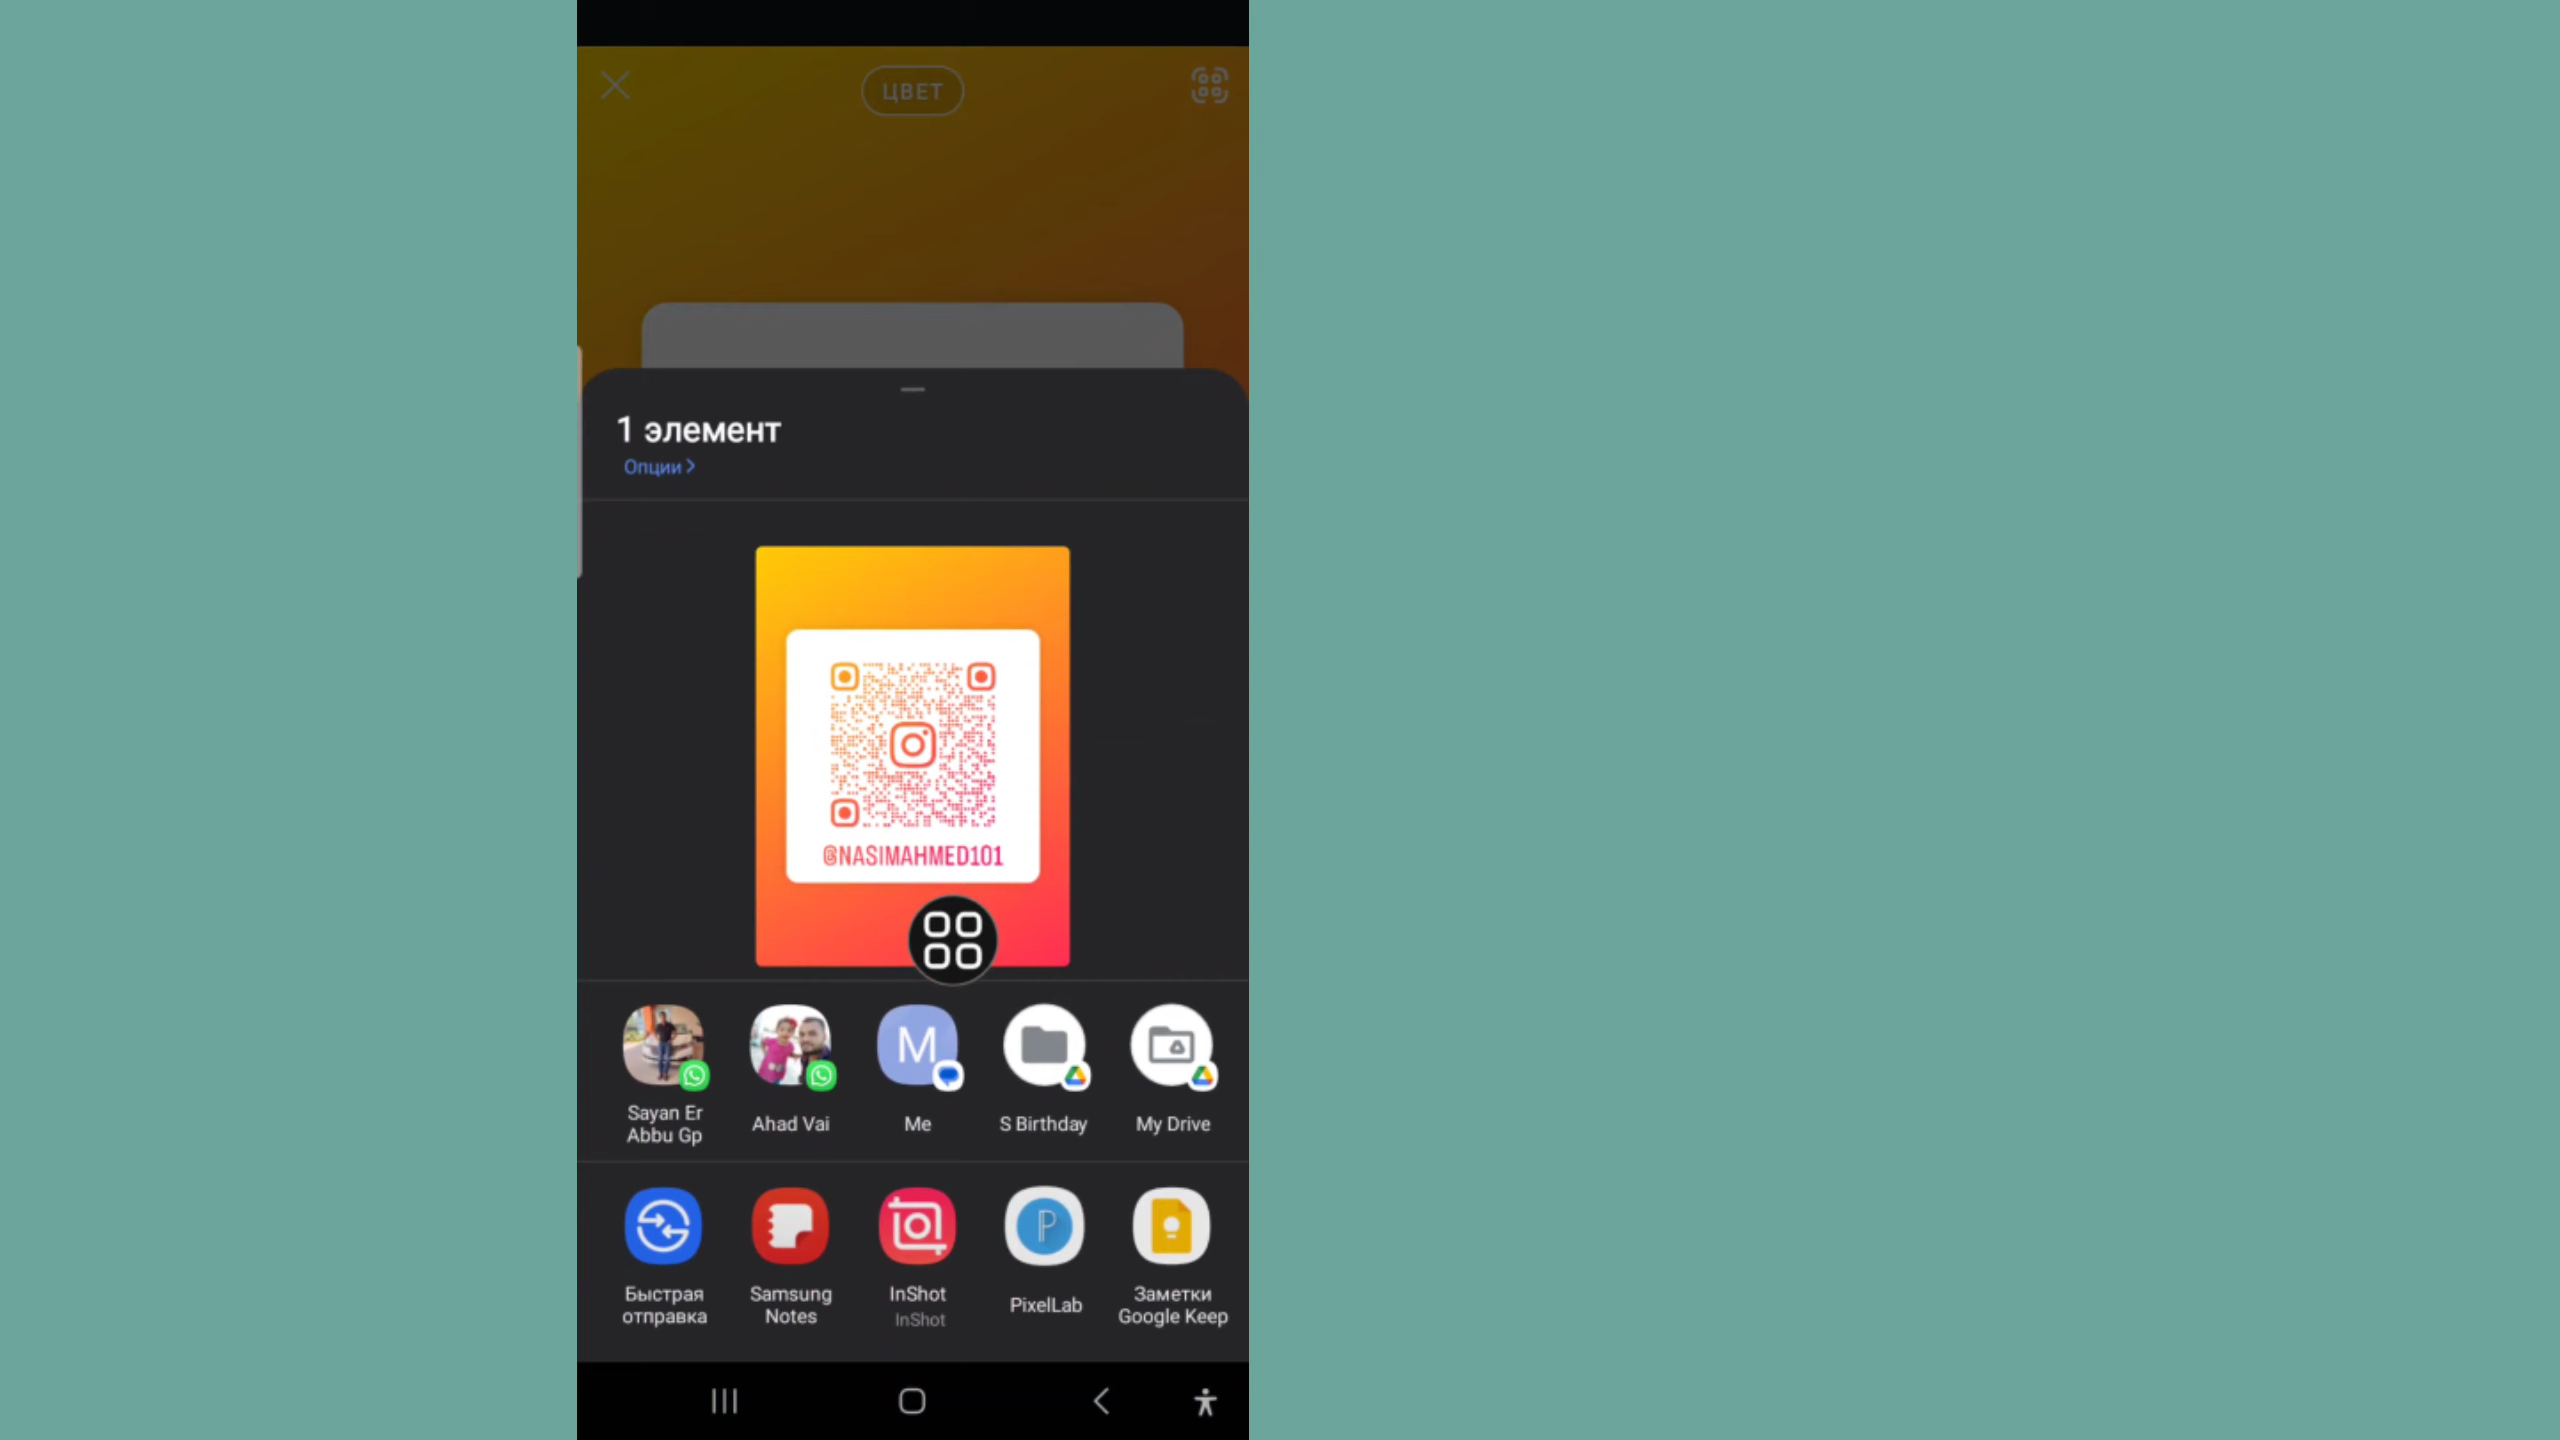 ЦВЕТ
1 элемент
Опции
@NASIMAHMED101
Sayan Er
Abbu Gp
Ahad Vai
M
Me
S Birthday
My Drive
Быстрая
отправка
Samsung
Notes
InShot
InShot
P
PixelLab
Заметки
Google Keep